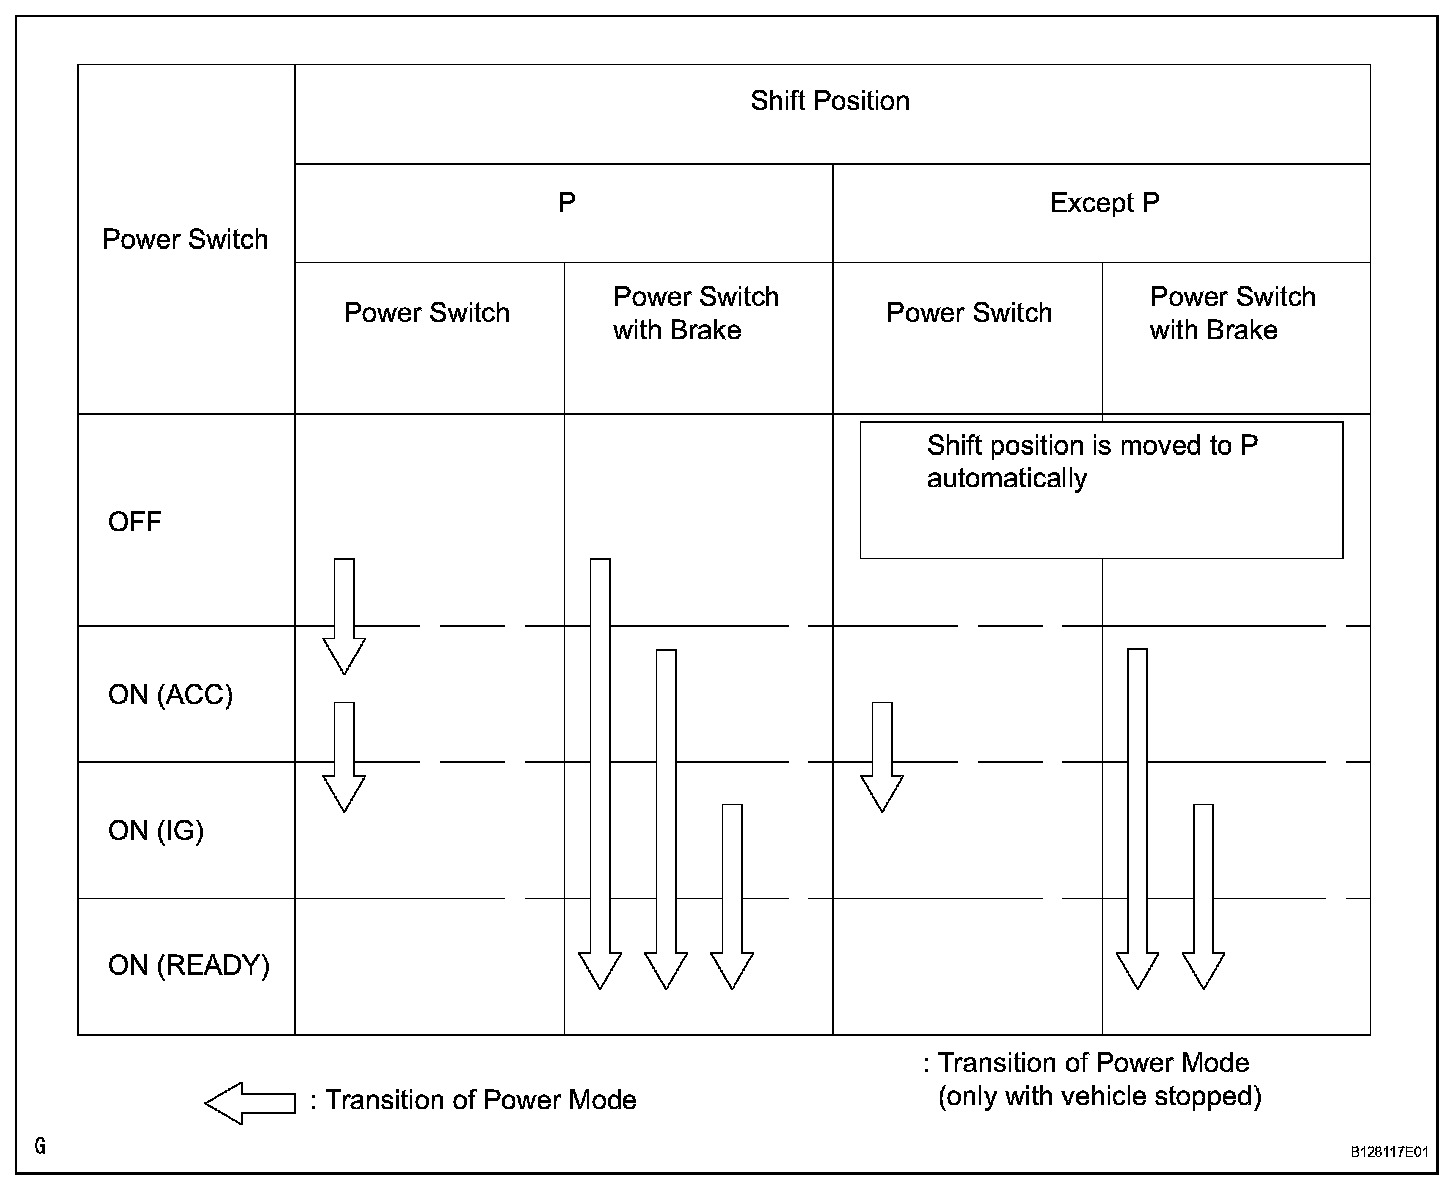 Shift Position
P
Except P
Power Switch
Power Switch
Power Switch
with Brake
Power Switch
Power Switch
with Brake
OFF
Shift position is moved to P
automatically
ON (ACC)
ON (IG)
ON (READY)
: Transition of Power Mode
: Transition of Power Mode
(only with vehicle stopped)
G
B128117E01